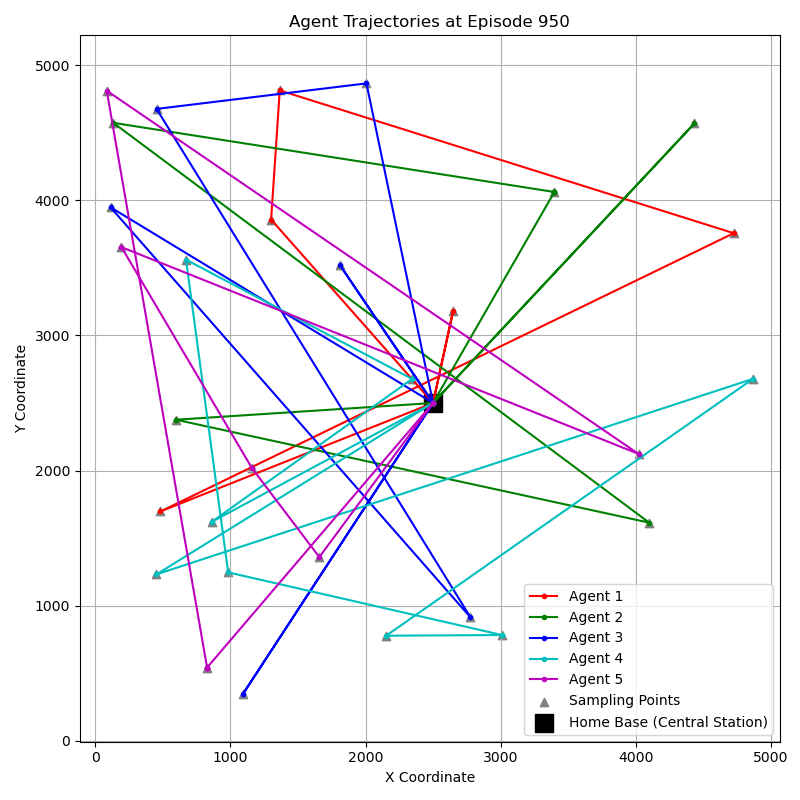 Agent Trajectories at Episode 950
Y Coordinate
5000
4000
3000
2000
1000
0
0 1000 2000 3000 4000 5000
X Coordinate
Agent 1
Agent 2
Agent 3
Agent 4
Agent 5
Sampling Points
Home Base (Central Station)